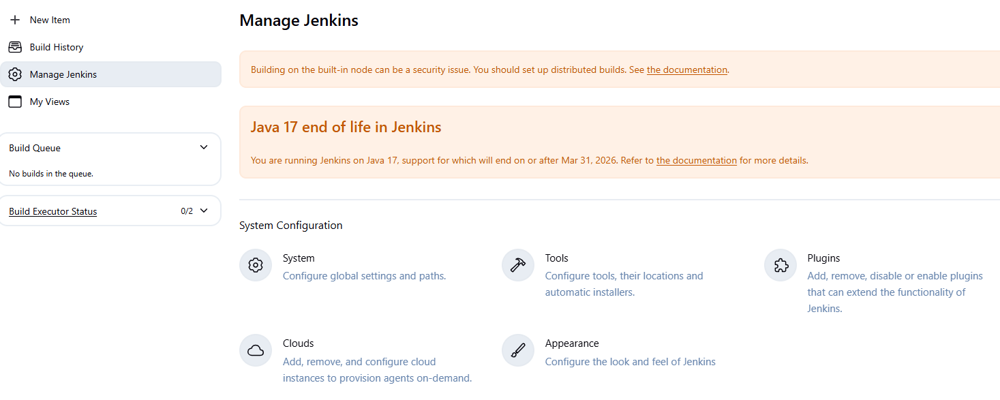 New Item
Build History
Manage Jenkins
My Views
Build Queue
No builds in the queue.
Build Executor Status
0/2
Manage Jenkins
Building on the built-in node can be a security issue. You should set up distributed builds. See the documentation.
Java 17 end of life in Jenkins
You are running Jenkins on Java 17, support for which will end on or after Mar 31, 2026. Refer to the documentation for more details.
System Configuration
System
Configure global settings and paths.
Tools
Configure tools, their locations and
automatic installers.
Plugins
Add, remove, disable or enable plugins
that can extend the functionality of
Jenkins.
Clouds
Add, remove, and configure cloud
instances to provision agents on-demand.
Appearance
Configure the look and feel of Jenkins